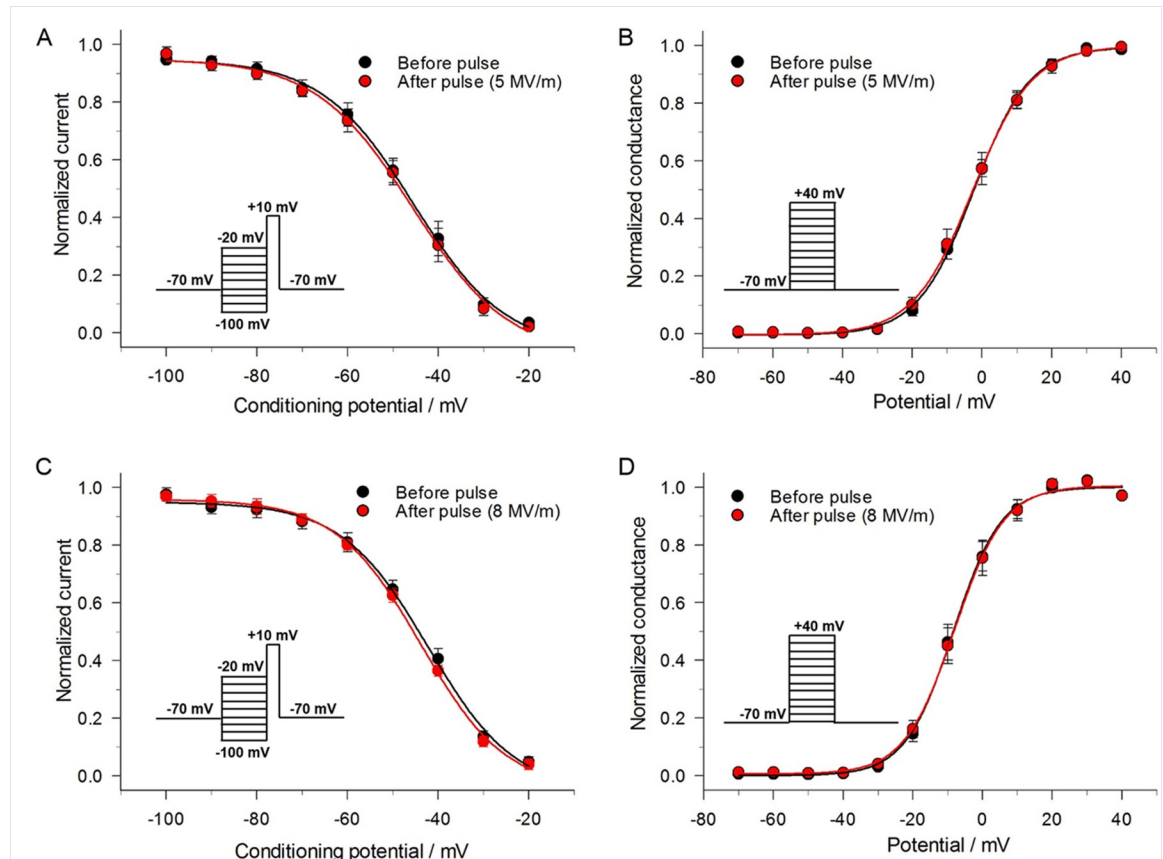 A
Normalized current
1.0
0.8
0.6
0.4
0.2
0.0
Before pulse
After pulse (5 MV/m)
+10 mV
-20 mV
-70 mV
-70 mV
-100 mV
-100
-80
-60
-40
-20
Conditioning potential / mV
B
Normalized conductance
1.0
0.8
0.6
0.4
0.2
0.0
Before pulse
After pulse (5 MV/m)
+40 mV
-70 mV
-80
-60
-40
-20
0
20
40
Potential / mV
C
Normalized current
1.0
0.8
0.6
0.4
0.2
0.0
Before pulse
After pulse (8 MV/m)
+10 mV
-20 mV
-70 mV
-70 mV
-100 mV
-100
-80
-60
-40
-20
Conditioning potential / mV
D
Normalized conductance
1.0
0.8
0.6
0.4
0.2
0.0
Before pulse
After pulse (8 MV/m)
+40 mV
-70 mV
-80
-60
-40
-20
0
20
40
Potential / mV